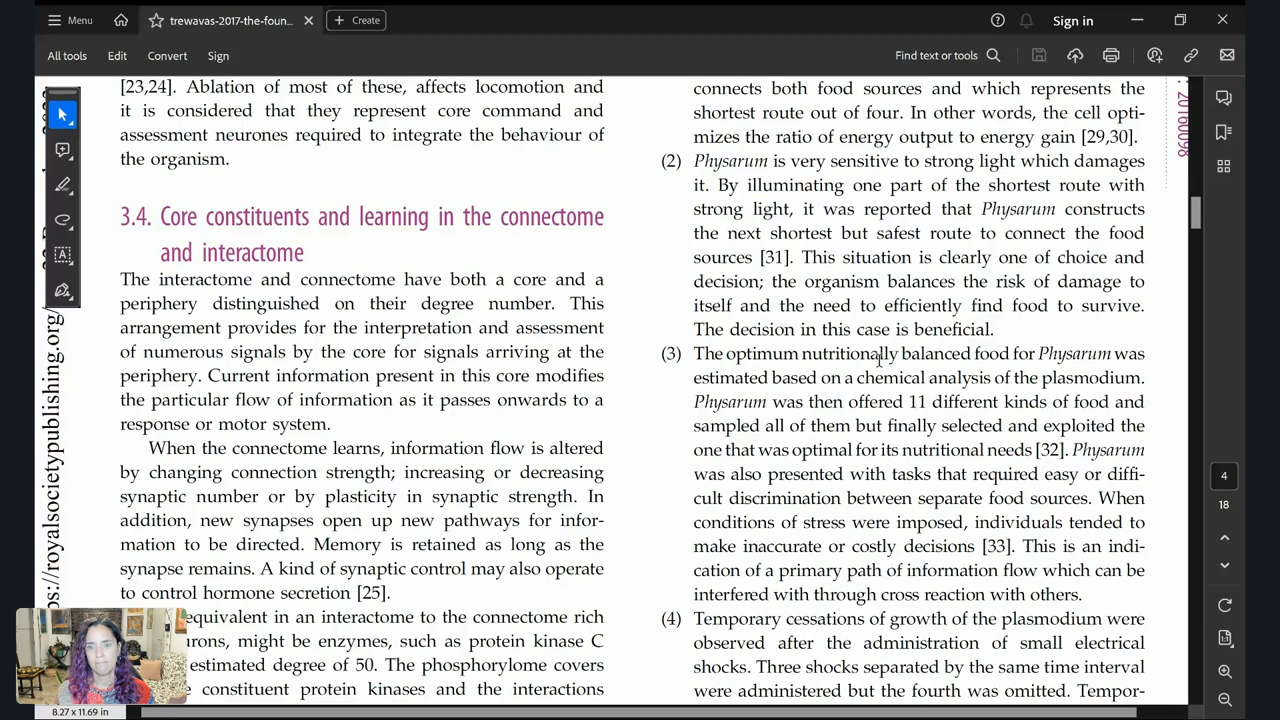 Menu
trewavas-2017-the-foun...
Create
Sign in
All tools
Edit
Convert
Sign
Find text or tools
[23,24]. Ablation of most of these, affects locomotion and
it is considered that they represent core command and
assessment neurones required to integrate the behaviour of
the organism.
3.4. Core constituents and learning in the connectome
and interactome
The interactome and connectome have both a core and a
periphery distinguished on their degree number. This
arrangement provides for the interpretation and assessment
of numerous signals by the core for signals arriving at the
periphery. Current information present in this core modifies
the particular flow of information as it passes onwards to a
response or motor system.
When the connectome learns, information flow is altered
by changing connection strength; increasing or decreasing
synaptic number or by plasticity in synaptic strength. In
addition, new synapses open up new pathways for infor-
mation to be directed. Memory is retained as long as the
synapse remains. A kind of synaptic control may also operate
to control hormone secretion [25].
equivalent in an interactome to the connectome rich
might be enzymes, such as protein kinase C
estimated degree of 50. The phosphorylome covers
constituent protein kinases and the interactions
connects both food sources and which represents the
shortest route out of four. In other words, the cell opti-
mizes the ratio of energy output to energy gain [29,30].
(2) Physarum is very sensitive to strong light which damages
it. By illuminating one part of the shortest route with
strong light, it was reported that Physarum constructs
the next shortest but safest route to connect the food
sources [31]. This situation is clearly one of choice and
decision; the organism balances the risk of damage to
itself and the need to efficiently find food to survive.
The decision in this case is beneficial.
(3) The optimum nutritionally balanced food for Physarum was
estimated based on a chemical analysis of the plasmodium.
Physarum was then offered 11 different kinds of food and
sampled all of them but finally selected and exploited the
one that was optimal for its nutritional needs [32]. Physarum
was also presented with tasks that required easy or diffi-
cult discrimination between separate food sources. When
conditions of stress were imposed, individuals tended to
make inaccurate or costly decisions [33]. This is an indi-
cation of a primary path of information flow which can be
interfered with through cross reaction with others.
(4) Temporary cessations of growth of the plasmodium were
observed after the administration of small electrical
shocks. Three shocks separated by the same time interval
were administered but the fourth was omitted. Tempor-
: 20160098
ps://royalsocietypublishing.org/
4
18
8.27 x 11.69 in